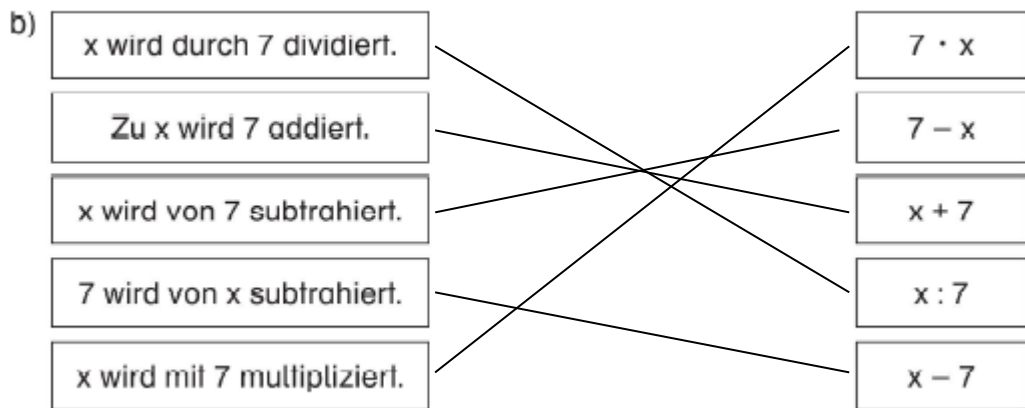 b)
x wird durch 7 dividiert. 7 · x
Zu x wird 7 addiert. 7 – x
x wird von 7 subtrahiert. x + 7
7 wird von x subtrahiert. x : 7
x wird mit 7 multipliziert. x – 7